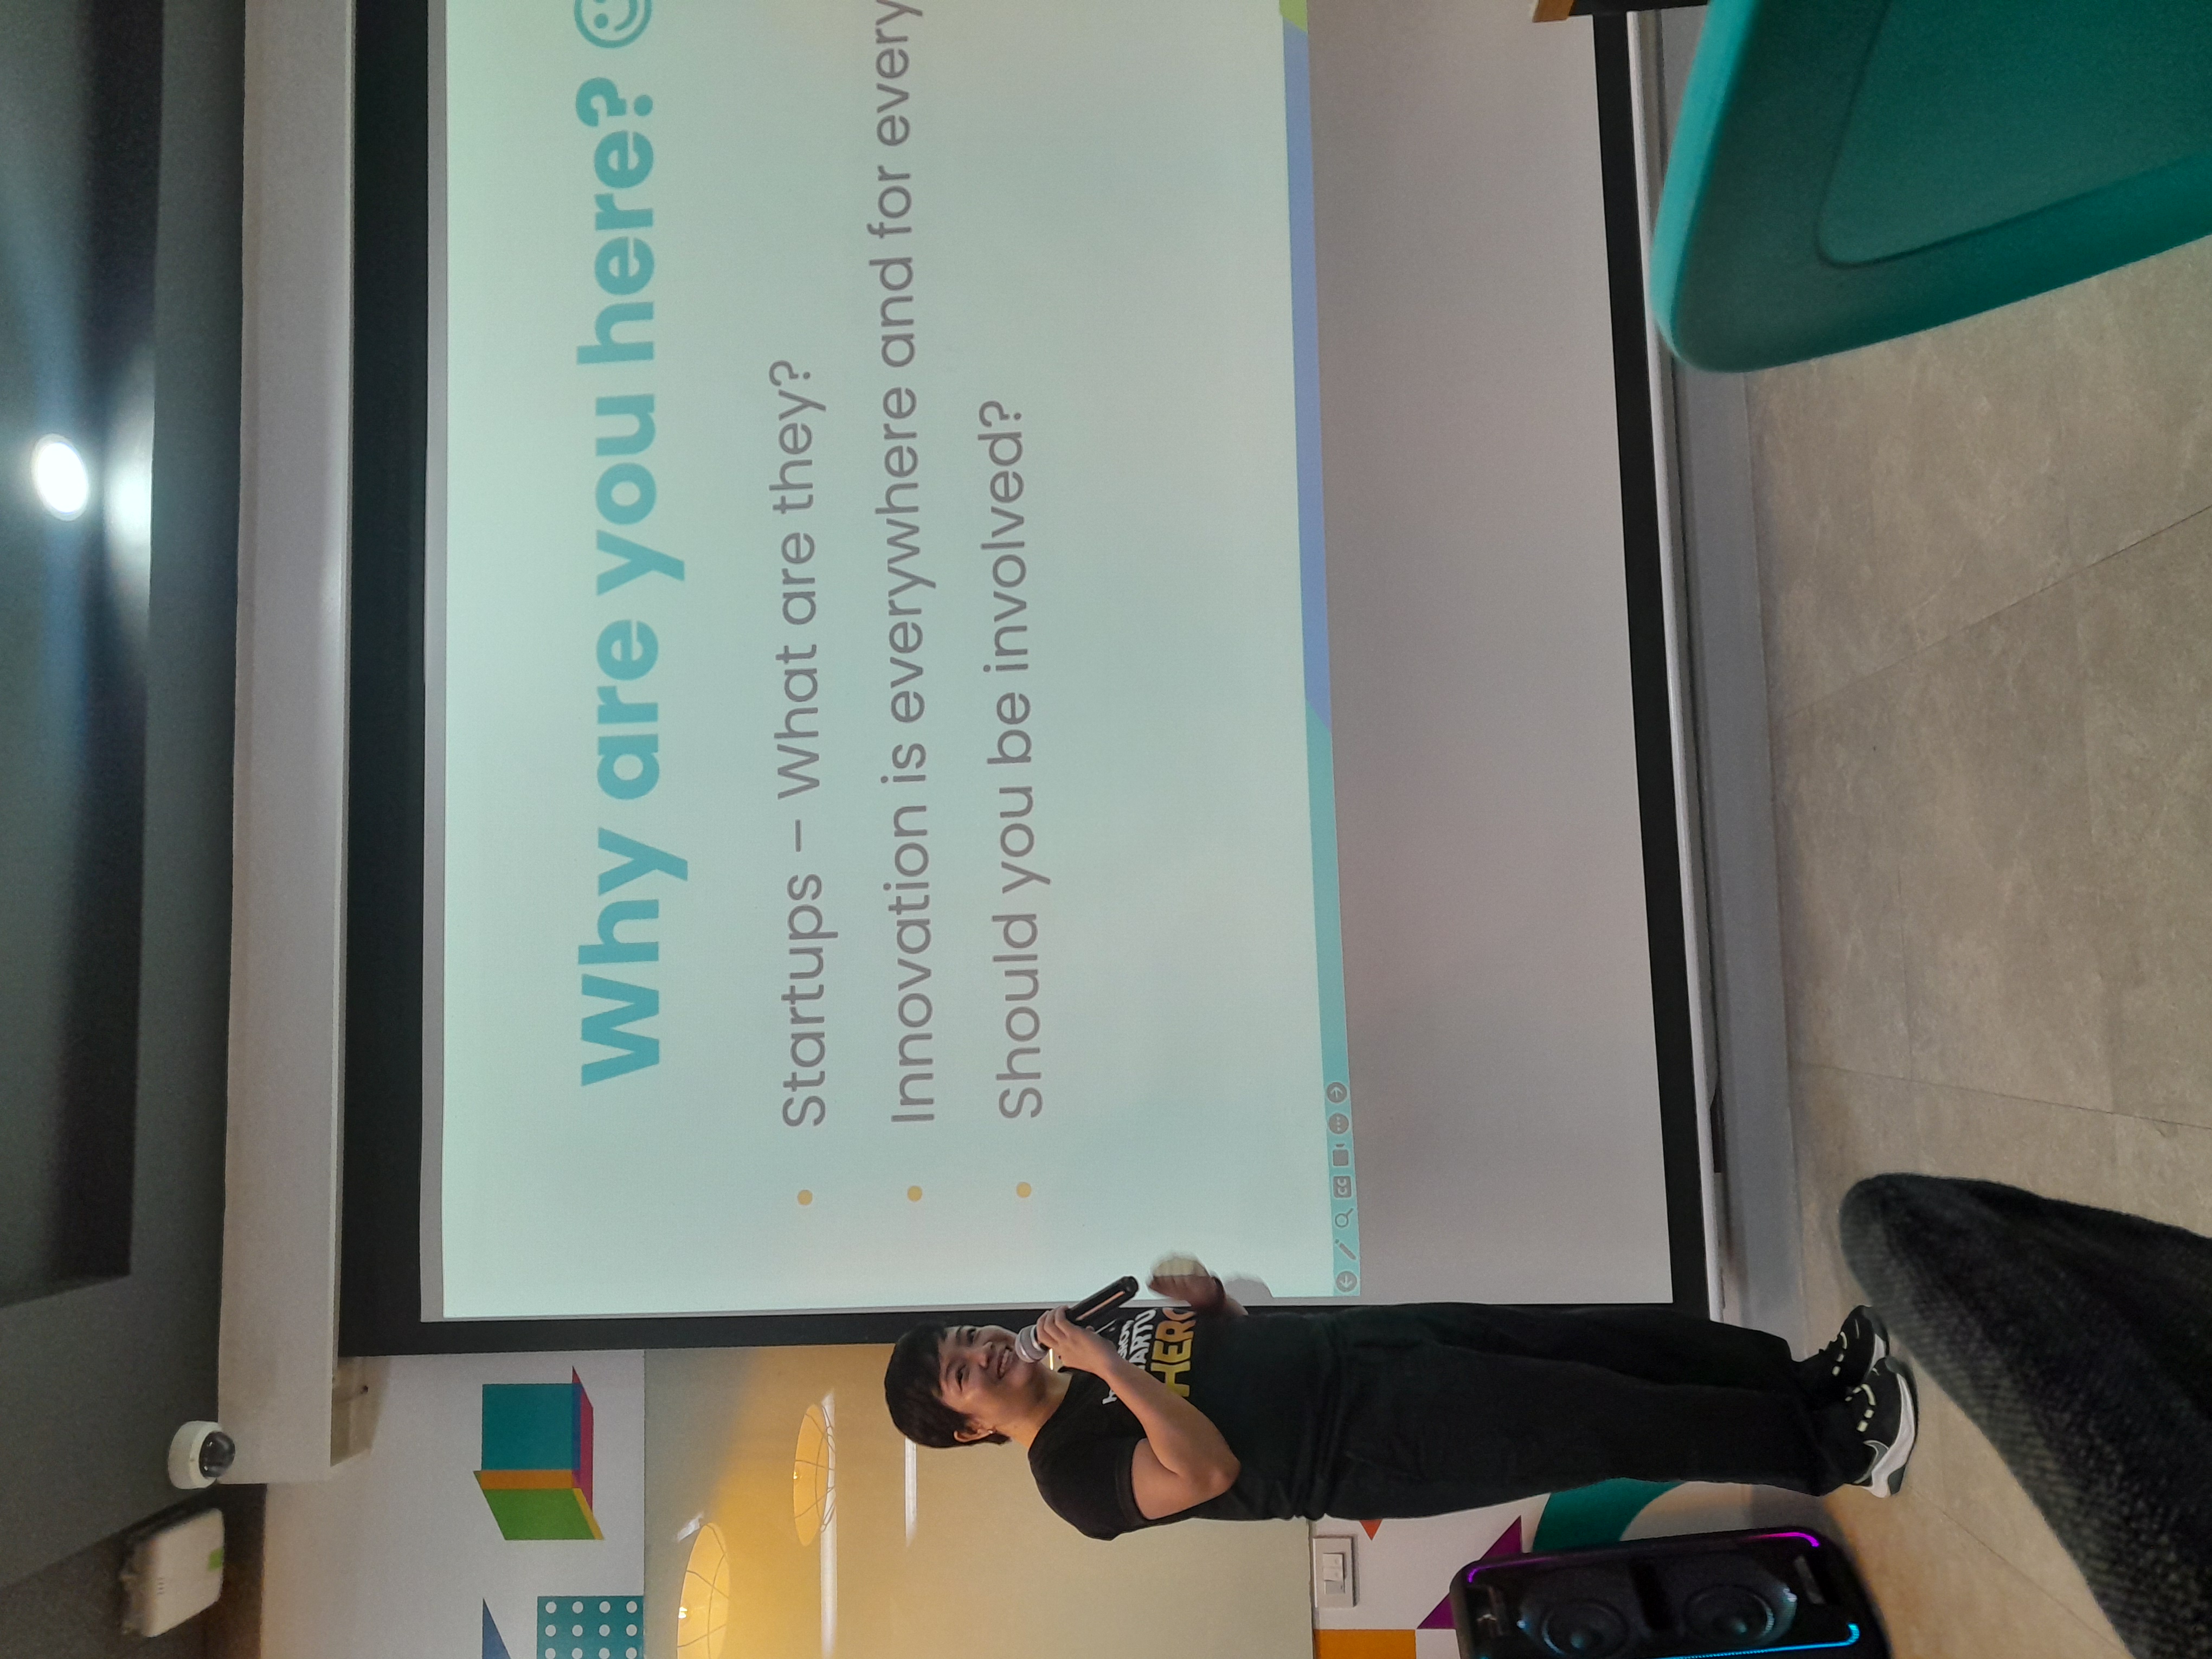 Why are you here? ☺
Startups – What are they?
Innovation is everywhere and for every
Should you be involved?
CC
HERO